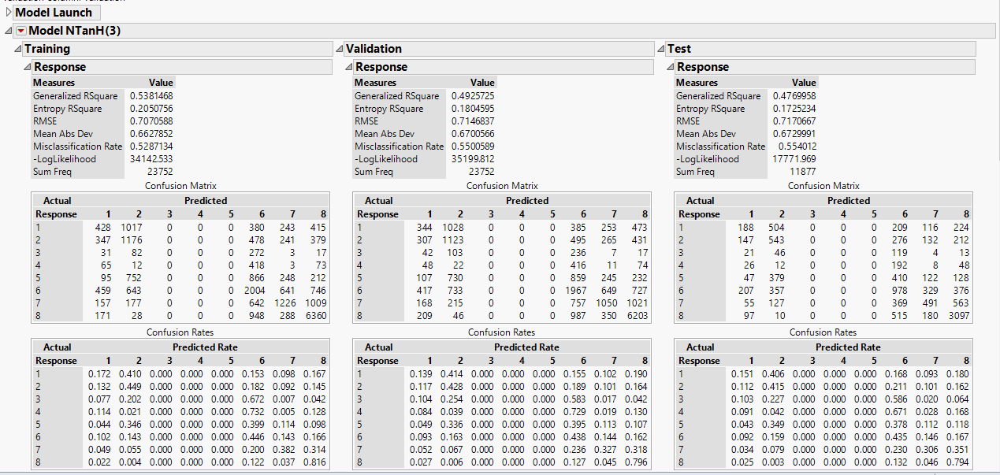 Model Launch
Model NTanH(3)
Training Validation Test
Response Response Response
Measures Value Measures Value Measures Value
Generalized RSquare 0.5381468 Generalized RSquare 0.4925725 Generalized RSquare 0.4769958
Entropy RSquare 0.2050756 Entropy RSquare 0.1804595 Entropy RSquare 0.1725234
RMSE 0.7070588 RMSE 0.7146837 RMSE 0.7170667
Mean Abs Dev 0.6627852 Mean Abs Dev 0.6700566 Mean Abs Dev 0.6729991
Misclassification Rate 0.5287134 Misclassification Rate 0.5500589 Misclassification Rate 0.554012
-LogLikelihood 34142.533 -LogLikelihood 35199.812 -LogLikelihood 17771.969
Sum Freq 23752 Sum Freq 23752 Sum Freq 11877
Confusion Matrix Confusion Matrix Confusion Matrix
Actual Predicted Actual Predicted Actual Predicted
Response 1 2 3 4 5 6 7 8 Response 1 2 3 4 5 6 7 8 Response 1 2 3 4 5 6 7 8
1 428 1017 0 0 0 380 243 415 1 344 1028 0 0 0 385 253 473 1 188 504 0 0 0 209 116 224
2 347 1176 0 0 0 478 241 379 2 307 1123 0 0 0 495 265 431 2 147 543 0 0 0 276 132 212
3 31 82 0 0 0 272 3 17 3 42 103 0 0 0 236 7 17 3 21 46 0 0 0 119 4 13
4 65 12 0 0 0 418 3 73 4 48 22 0 0 0 416 11 74 4 26 12 0 0 0 192 8 48
5 95 752 0 0 0 866 248 212 5 107 730 0 0 0 859 245 232 5 47 379 0 0 0 410 122 128
6 459 643 0 0 0 2004 641 746 6 417 733 0 0 0 1967 649 727 6 207 357 0 0 0 978 329 376
7 157 177 0 0 0 642 1226 1009 7 168 215 0 0 0 757 1050 1021 7 55 127 0 0 0 369 491 563
8 171 28 0 0 0 948 288 6360 8 209 46 0 0 0 987 350 6203 8 97 10 0 0 0 515 180 3097
Confusion Rates Confusion Rates Confusion Rates
Actual Predicted Rate Actual Predicted Rate Actual Predicted Rate
Response 1 2 3 4 5 6 7 8 Response 1 2 3 4 5 6 7 8 Response 1 2 3 4 5 6 7 8
1 0.172 0.410 0.000 0.000 0.000 0.153 0.098 0.167 1 0.139 0.414 0.000 0.000 0.000 0.155 0.102 0.190 1 0.151 0.406 0.000 0.000 0.000 0.168 0.093 0.180
2 0.132 0.449 0.000 0.000 0.000 0.182 0.092 0.145 2 0.117 0.428 0.000 0.000 0.000 0.189 0.101 0.164 2 0.112 0.415 0.000 0.000 0.000 0.211 0.101 0.162
3 0.077 0.202 0.000 0.000 0.000 0.672 0.007 0.042 3 0.104 0.254 0.000 0.000 0.000 0.583 0.017 0.042 3 0.103 0.227 0.000 0.000 0.000 0.586 0.020 0.064
4 0.114 0.021 0.000 0.000 0.000 0.732 0.005 0.128 4 0.084 0.039 0.000 0.000 0.000 0.729 0.019 0.130 4 0.091 0.042 0.000 0.000 0.000 0.671 0.028 0.168
5 0.044 0.346 0.000 0.000 0.000 0.399 0.114 0.098 5 0.049 0.336 0.000 0.000 0.000 0.395 0.113 0.107 5 0.043 0.349 0.000 0.000 0.000 0.378 0.112 0.118
6 0.102 0.143 0.000 0.000 0.000 0.446 0.143 0.166 6 0.093 0.163 0.000 0.000 0.000 0.438 0.144 0.162 6 0.092 0.159 0.000 0.000 0.000 0.435 0.146 0.167
7 0.049 0.055 0.000 0.000 0.000 0.200 0.382 0.314 7 0.052 0.067 0.000 0.000 0.000 0.236 0.327 0.318 7 0.034 0.079 0.000 0.000 0.000 0.230 0.306 0.351
8 0.022 0.004 0.000 0.000 0.000 0.122 0.037 0.816 8 0.027 0.006 0.000 0.000 0.000 0.127 0.045 0.796 8 0.025 0.003 0.000 0.000 0.000 0.132 0.046 0.794